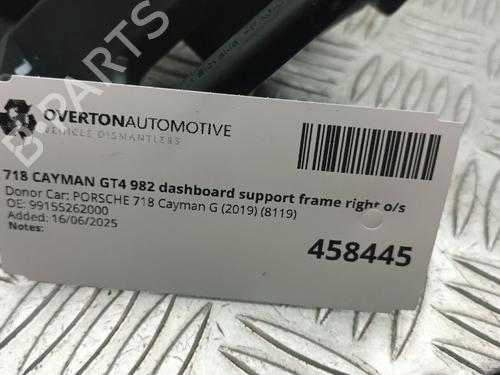 B PARTS
OVERTONAUTOMOTIVE
VEHICLE DISMANTLERS
718 CAYMAN GT4 982 dashboard support frame right o/s
Donor Car: PORSCHE 718 Cayman G (2019) (8119)
OE: 99155262000
Added: 16/06/2025
Notes:
458445